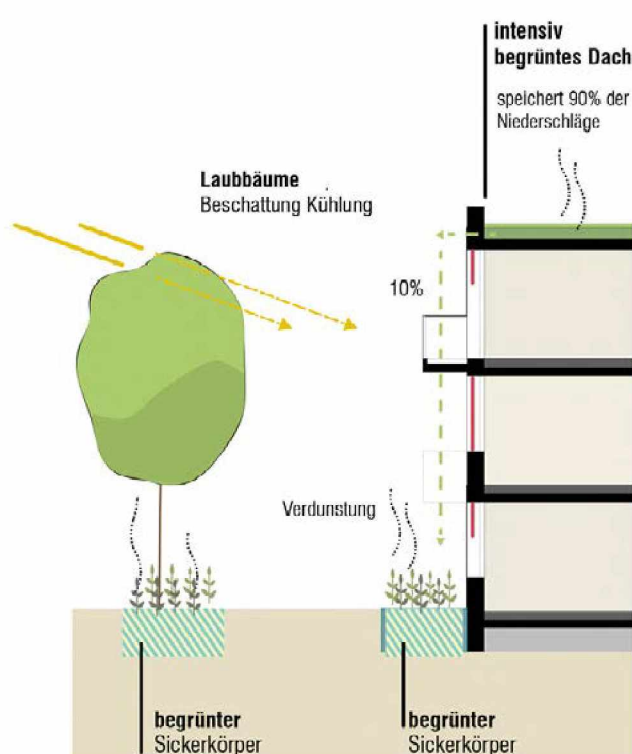 intensiv
begrüntes Dach
speichert 90% der
Niederschläge
Laubbäume
Beschattung Kühlung
10%
Verdunstung
begrünter
Sickerkörper
begrünter
Sickerkörper